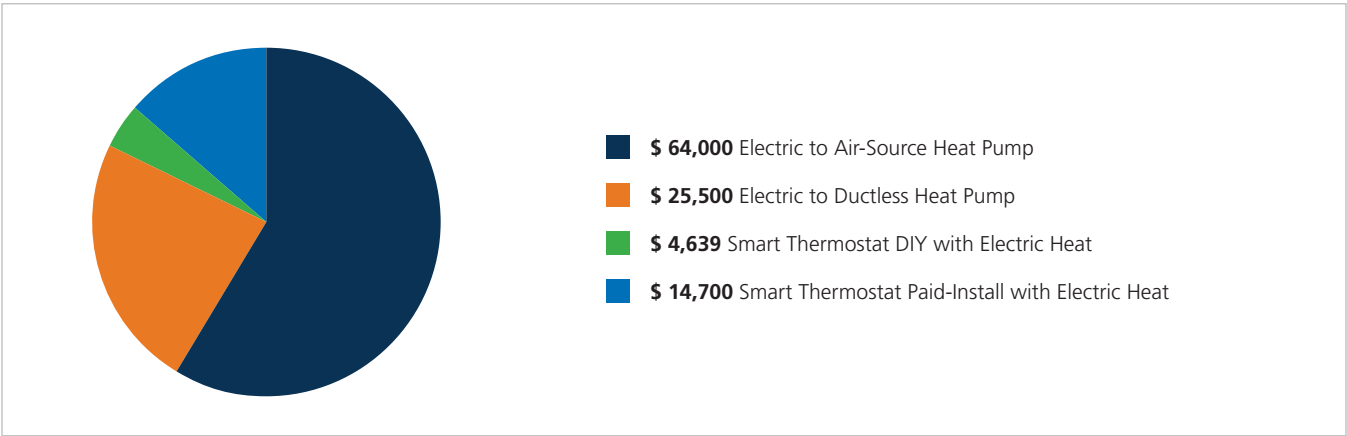 $ 64,000 Electric to Air-Source Heat Pump
$ 25,500 Electric to Ductless Heat Pump
$ 4,639 Smart Thermostat DIY with Electric Heat
$ 14,700 Smart Thermostat Paid-Install with Electric Heat